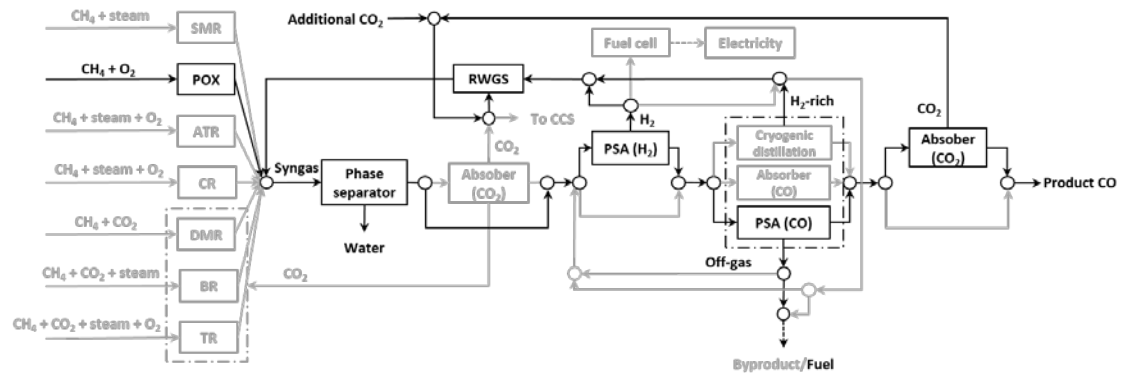 CH₄ + steam
SMR
CH₄ + O₂
POX
CH₄ + steam + O₂
ATR
CH₄ + steam + O₂
CR
CH₄ + CO₂
DMR
CH₄ + CO₂ + steam
BR
CH₄ + CO₂ + steam + O₂
TR
Additional CO₂
RWGS
To CCS
CO₂
Syngas
Phase
separator
Water
Absober
(CO₂)
CO₂
Fuel cell
Electricity
H₂
PSA (H₂)
H₂-rich
Cryogenic
distillation
Absorber
(CO)
PSA (CO)
Off-gas
Byproduct/Fuel
CO₂
Absober
(CO₂)
Product CO